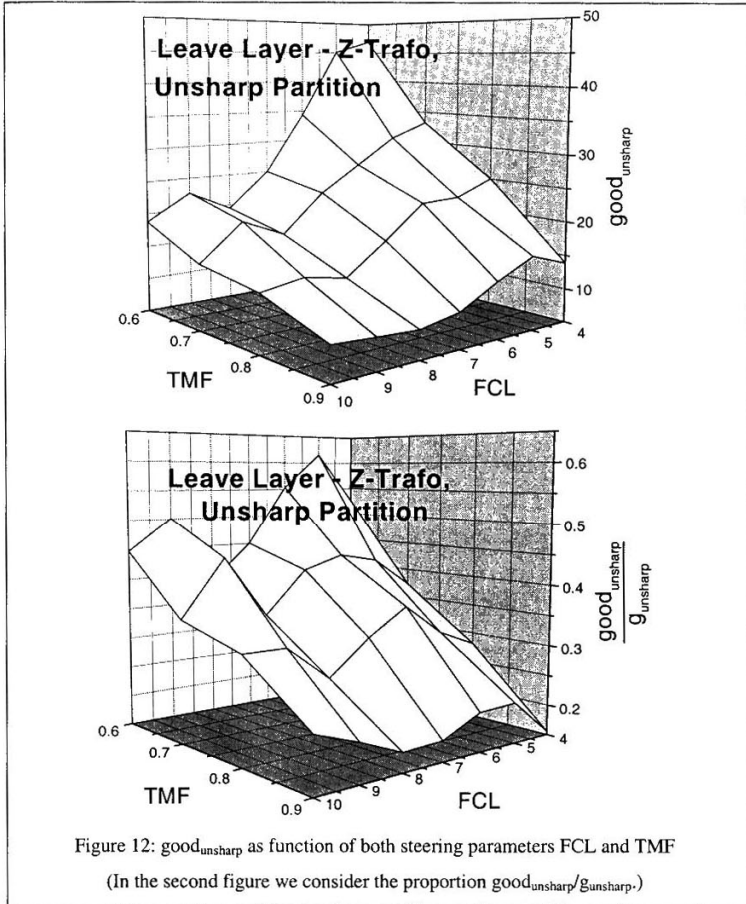 Leave Layer - Z-Trafo,
Unsharp Partition
50
40
30
20
10
good_unsharp
0.6
0.7
0.8
0.9
TMF
10
9
8
7
6
5
4
FCL
Leave Layer - Z-Trafo,
Unsharp Partition
0.6
0.5
0.4
0.3
0.2
good_unsharp
g_unsharp
0.6
0.7
0.8
0.9
TMF
10
9
8
7
6
5
4
FCL
Figure 12: good_unsharp as function of both steering parameters FCL and TMF
(In the second figure we consider the proportion good_unsharp/g_unsharp.)